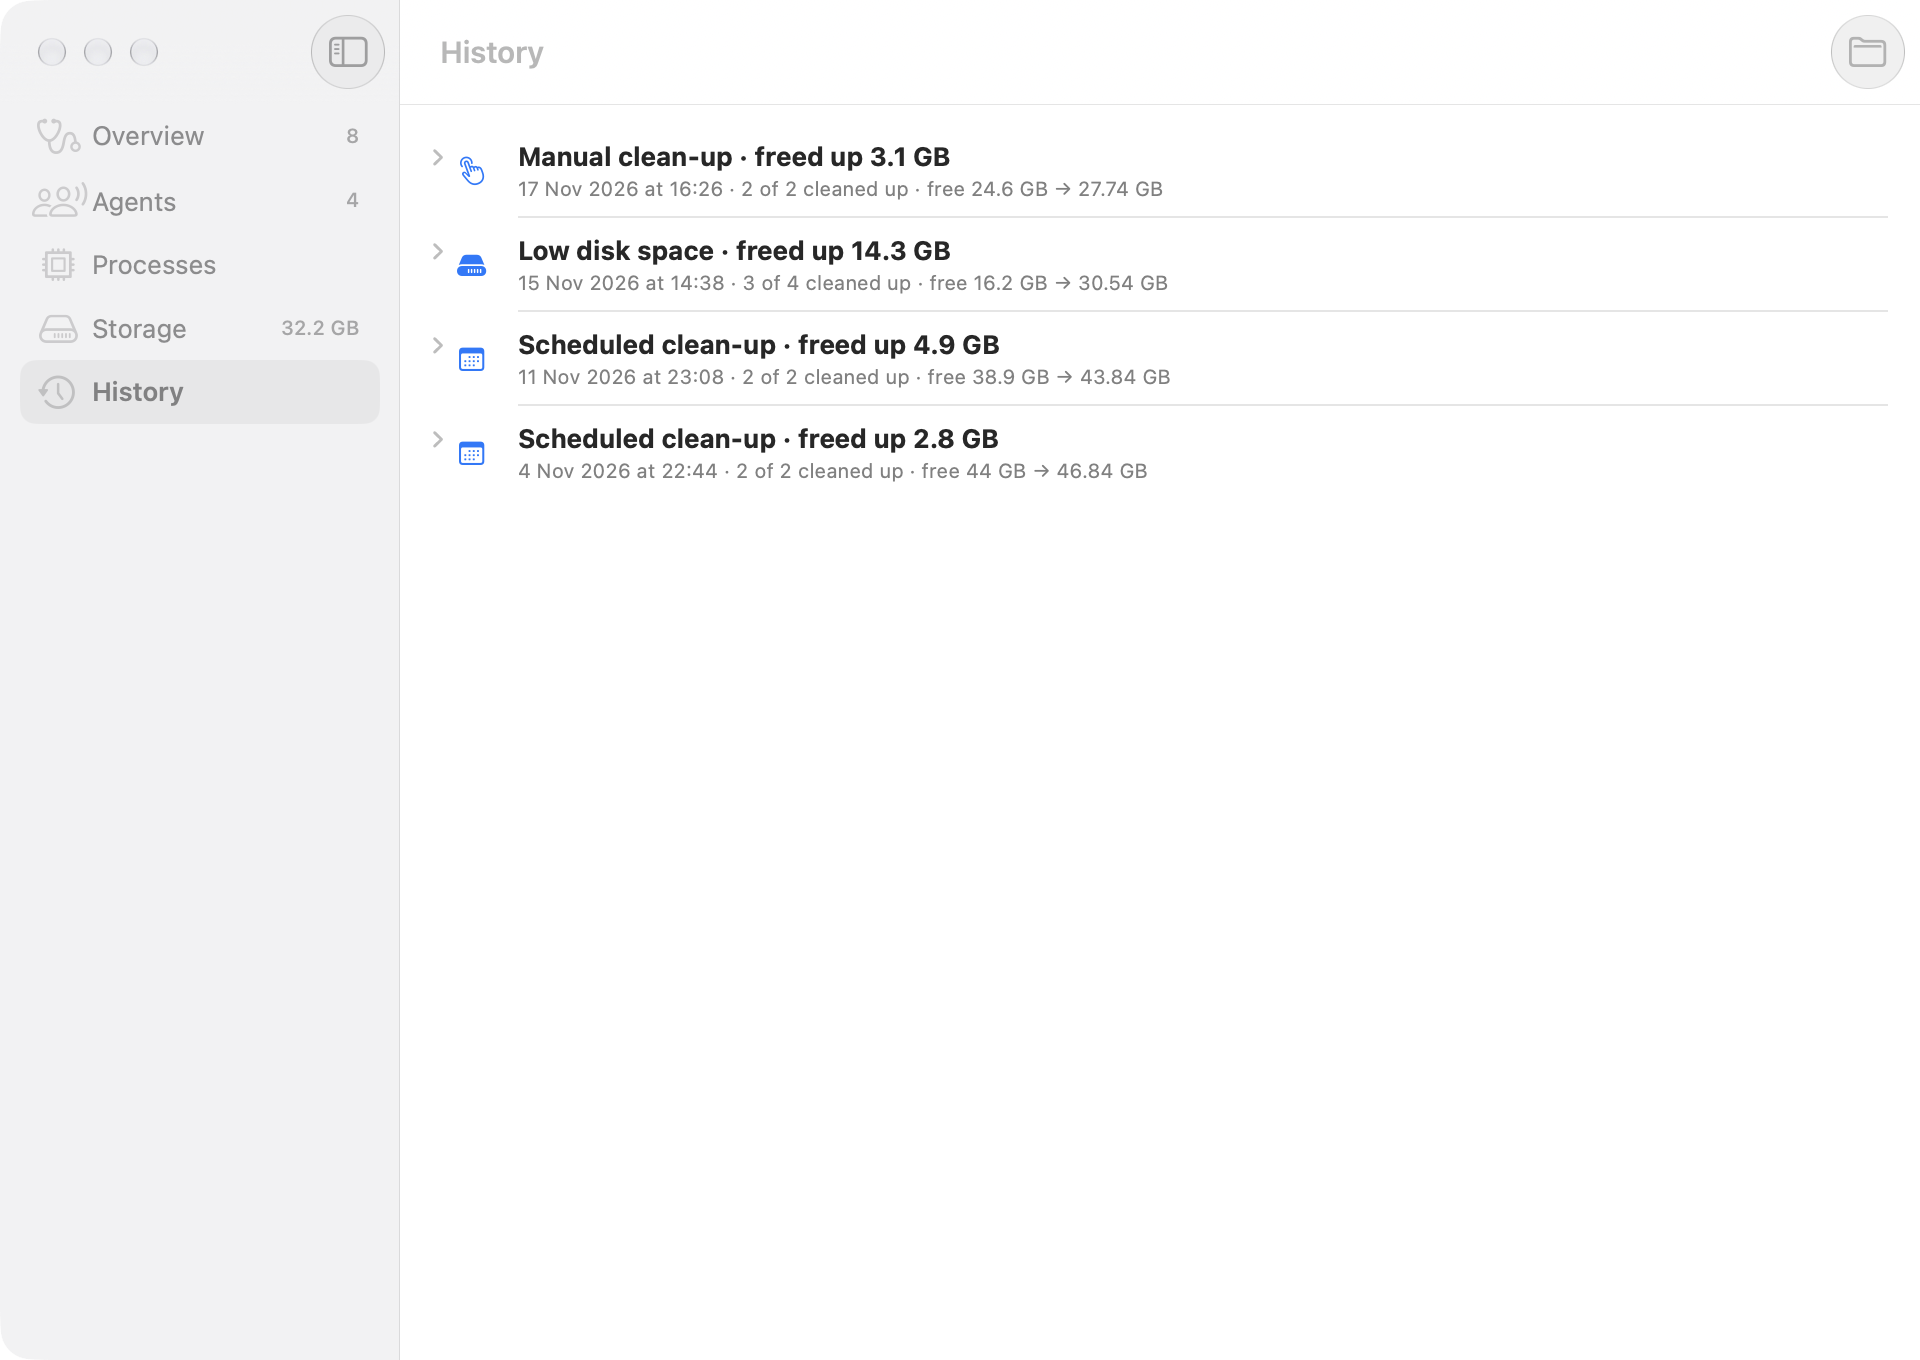 History
Overview 8
Agents 4
Processes
Storage 32.2 GB
History
Manual clean-up · freed up 3.1 GB
17 Nov 2026 at 16:26 · 2 of 2 cleaned up · free 24.6 GB → 27.74 GB
Low disk space · freed up 14.3 GB
15 Nov 2026 at 14:38 · 3 of 4 cleaned up · free 16.2 GB → 30.54 GB
Scheduled clean-up · freed up 4.9 GB
11 Nov 2026 at 23:08 · 2 of 2 cleaned up · free 38.9 GB → 43.84 GB
Scheduled clean-up · freed up 2.8 GB
4 Nov 2026 at 22:44 · 2 of 2 cleaned up · free 44 GB → 46.84 GB